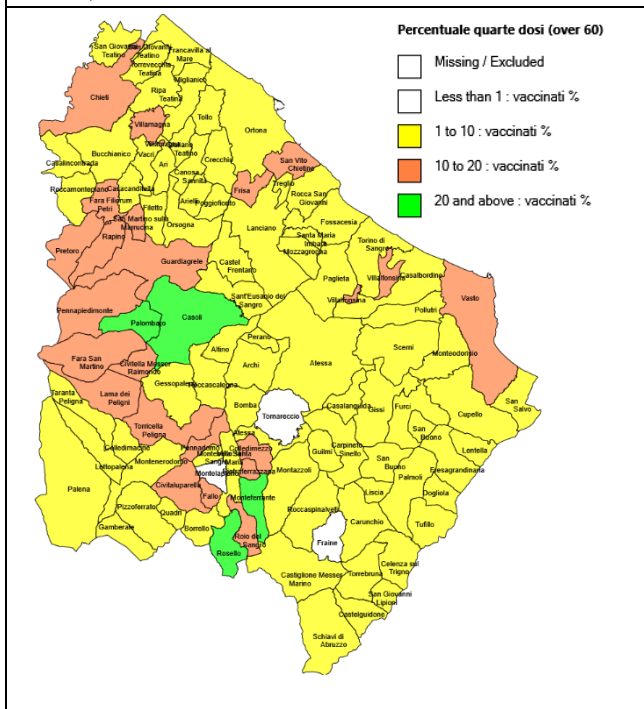 Percentuale quarte dosi (over 60)
Missing / Excluded
Less than 1 : vaccinati %
1 to 10 : vaccinati %
10 to 20 : vaccinati %
20 and above : vaccinati %
San Giovanni
Teatino
Francavilla al
Mare
Torrevecchia
Teatina
Miglianico
Chieti
Ripa
Teatina
Tollo
Villamagna
Ortona
Bucchianico
Vacri
Ari
Crecchio
Casalincontrada
Canosa
Sannita
San Vito
Chietino
Roccamontepiano
Casacanditella
Treglio
Frisa
Fara Filiorum
Petri
Filetto
Arielli
Poggiofiorito
Rocca San
Giovanni
San Martino sulla
Marrucina
Orsogna
Lanciano
Fossacesia
Rapino
Santa Maria
Imbaro
Mozzagrogna
Torino di
Sangro
Pretoro
Guardiagrele
Castel
Frentano
Paglieta
Villalfonsina
Casalbordino
Sant'Eusanio del
Sangro
Villalfonsina
Vasto
Pennapiedimonte
Palombaro
Casoli
Pollutri
Perano
Scerni
Monteodorisio
Fara San
Martino
Civitella Messer
Raimondo
Altino
Archi
Atessa
Gessopalena
Roccascalegna
Taranta
Peligna
Lama dei
Peligni
Bomba
Casalanguida
Gissi
Furci
Cupello
San
Salvo
Tornareccio
Torricella
Peligna
Atessa
San
Buono
Lentella
Colledimacine
Pennadomo
Colledimezzo
Guilmi
Carpineto
Sinello
Montenerodomo
Lettopalena
Montelapiano
Montazzoli
San
Buono
Fresagrandinaria
Palmoli
Palena
Civitaluparella
Fallo
Monteferrante
Liscia
Dogliola
Pizzoferrato
Quadri
Roccaspinalveti
Carunchio
Tufillo
Gamberale
Borrello
Roio del
Sangro
Fraine
Rosello
Celenza sul
Trigno
Castiglione Messer
Marino
Torrebruna
San Giovanni
Lipioni
Castelguidone
Schiavi di
Abruzzo